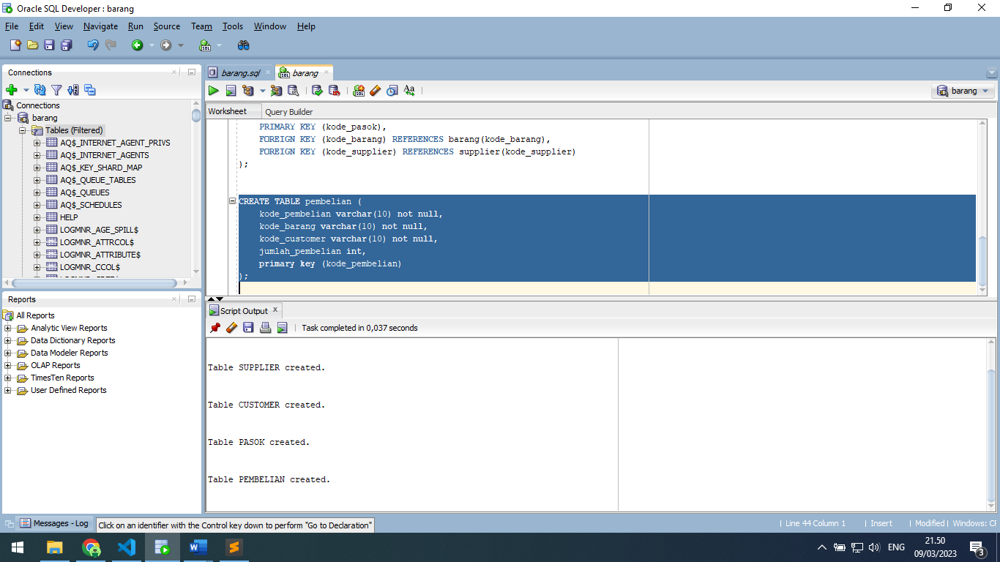 Oracle SQL Developer : barang
File Edit View Navigate Run Source Team Tools Window Help
Connections
Connections
barang
Tables (Filtered)
AQ$_INTERNET_AGENT_PRIVS
AQ$_INTERNET_AGENTS
AQ$_KEY_SHARD_MAP
AQ$_QUEUE_TABLES
AQ$_QUEUES
AQ$_SCHEDULES
HELP
LOGMNR_AGE_SPILL$
LOGMNR_ATTRCOL$
LOGMNR_ATTRIBUTE$
LOGMNR_CCOL$
Reports
All Reports
Analytic View Reports
Data Dictionary Reports
Data Modeler Reports
OLAP Reports
TimesTen Reports
User Defined Reports
barang.sql
barang
barang
Worksheet Query Builder
PRIMARY KEY (kode_pasok),
FOREIGN KEY (kode_barang) REFERENCES barang(kode_barang),
FOREIGN KEY (kode_supplier) REFERENCES supplier(kode_supplier)
);
CREATE TABLE pembelian (
kode_pembelian varchar(10) not null,
kode_barang varchar(10) not null,
kode_customer varchar(10) not null,
jumlah_pembelian int,
primary key (kode_pembelian)
);
Script Output
Task completed in 0,037 seconds
Table SUPPLIER created.
Table CUSTOMER created.
Table PASOK created.
Table PEMBELIAN created.
Messages - Log
Click on an identifier with the Control key down to perform "Go to Declaration"
Line 44 Column 1
Insert
Modified
Windows: CF
ENG
21.50
09/03/2023
3